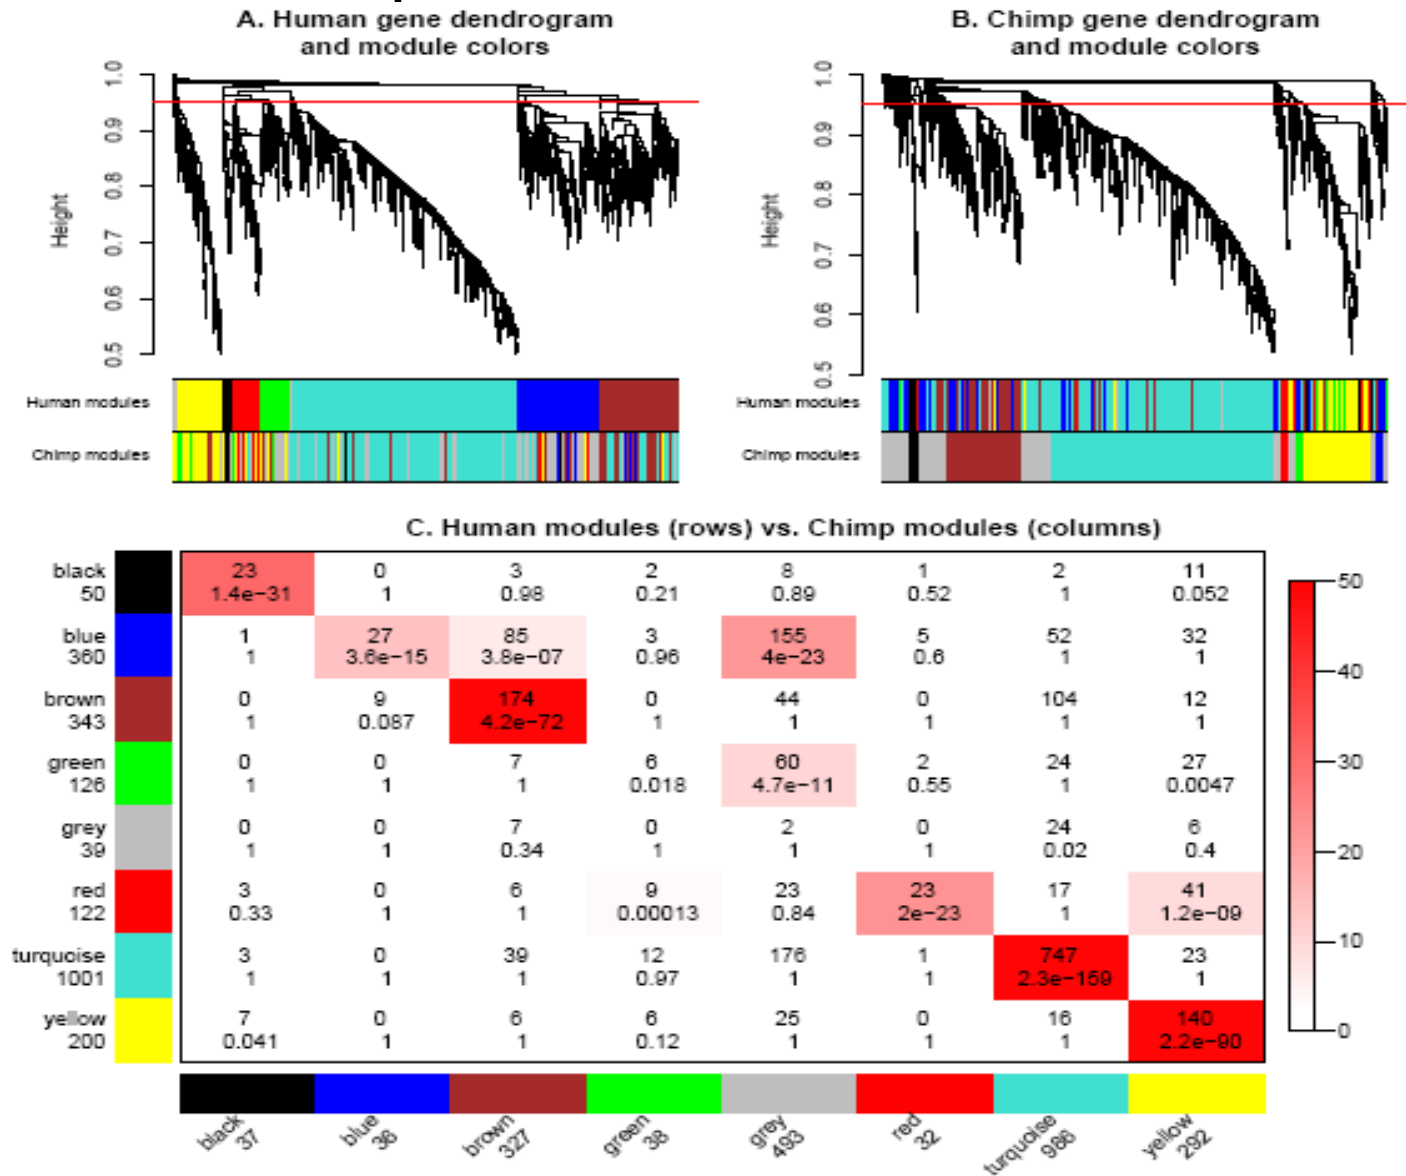 A. Human gene dendrogram
and module colors
B. Chimp gene dendrogram
and module colors
Height
1.0
0.9
0.8
0.7
0.6
0.5
Human modules
Chimp modules
Height
1.0
0.9
0.8
0.7
0.6
0.5
Human modules
Chimp modules
C. Human modules (rows) vs. Chimp modules (columns)
black 23 0 3 2 8 1 2 11
50 1.4e−31 1 0.98 0.21 0.89 0.52 1 0.052
blue 1 27 85 3 155 5 52 32
360 1 3.6e−15 3.8e−07 0.96 4e−23 0.6 1 1
brown 0 9 174 0 44 0 104 12
343 1 0.087 4.2e−72 1 1 1 1 1
green 0 0 7 6 60 2 24 27
126 1 1 1 0.018 4.7e−11 0.55 1 0.0047
grey 0 0 7 0 2 0 24 6
39 1 1 0.34 1 1 1 0.02 0.4
red 3 0 6 9 23 23 17 41
122 0.33 1 1 0.00013 0.84 2e−23 1 1.2e−09
turquoise 3 0 39 12 176 1 747 23
1001 1 1 1 0.97 1 1 2.3e−159 1
yellow 7 0 6 6 25 0 16 140
200 0.041 1 1 0.12 1 1 1 2.2e−90
50
40
30
20
10
0
black
37
blue
36
brown
327
green
38
grey
493
red
32
turquoise
986
yellow
292